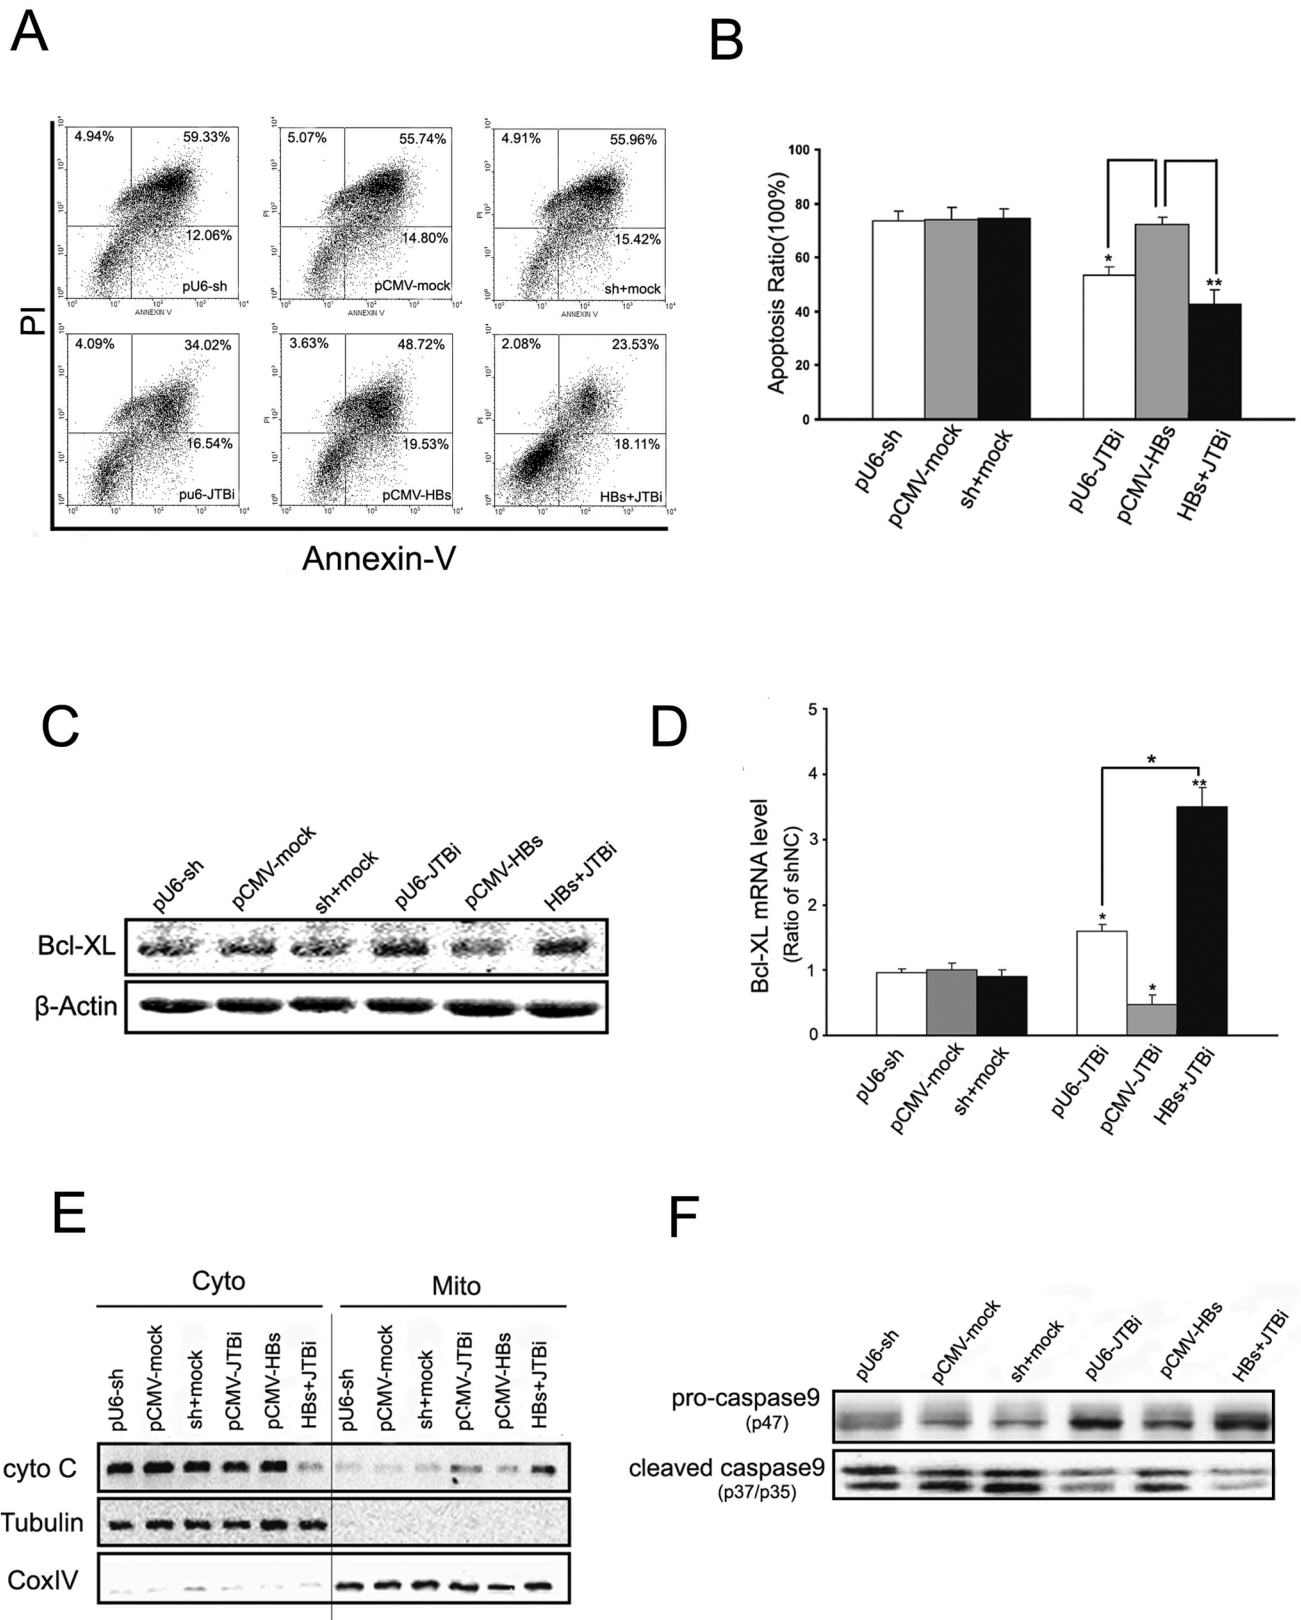 A
B
4.94% 59.33%
12.06%
pU6-sh
5.07% 55.74%
14.80%
pCMV-mock
4.91% 55.96%
15.42%
sh+mock
ANNEXIN V
ANNEXIN V
ANNEXIN V
PI
4.09% 34.02%
16.54%
pu6-JTBi
3.63% 48.72%
19.53%
pCMV-HBs
2.08% 23.53%
18.11%
HBs+JTBi
Annexin-V
Apoptosis Ratio(100%)
100
80
60
40
20
0
*
**
pU6-sh
pCMV-mock
sh+mock
pU6-JTBi
pCMV-HBs
HBs+JTBi
C
pU6-sh
pCMV-mock
sh+mock
pU6-JTBi
pCMV-HBs
HBs+JTBi
Bcl-XL
β-Actin
D
Bcl-XL mRNA level
(Ratio of shNC)
5
4
3
2
1
0
*
**
*
*
pU6-sh
pCMV-mock
sh+mock
pU6-JTBi
pCMV-JTBi
HBs+JTBi
E
Cyto Mito
pU6-sh
pCMV-mock
sh+mock
pCMV-JTBi
pCMV-HBs
HBs+JTBi
pU6-sh
pCMV-mock
sh+mock
pCMV-JTBi
pCMV-HBs
HBs+JTBi
cyto C
Tubulin
CoxIV
F
pU6-sh
pCMV-mock
sh+mock
pU6-JTBi
pCMV-HBs
HBs+JTBi
pro-caspase9
(p47)
cleaved caspase9
(p37/p35)